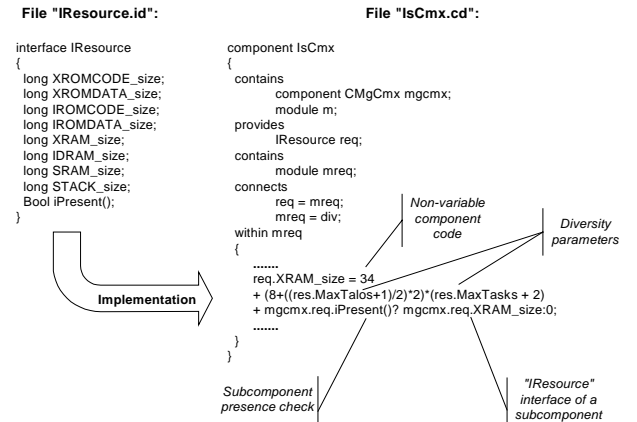 File "IResource.id":
interface IResource
{
long XROMCODE_size;
long XROMDATA_size;
long IROMCODE_size;
long IROMDATA_size;
long XRAM_size;
long IDRAM_size;
long SRAM_size;
long STACK_size;
Bool iPresent();
}
Implementation
File "IsCmx.cd":
component IsCmx
{
contains
component CMgCmx mgcmx;
module m;
provides
IResource req;
contains
module mreq;
connects
req = mreq;
mreq = div;
within mreq
{
.......
req.XRAM_size = 34
+ (8+((res.MaxTalos+1)/2)*2)*(res.MaxTasks + 2)
+ mgcmx.req.iPresent()? mgcmx.req.XRAM_size:0;
.......
}
}
Non-variable
component
code
Diversity
parameters
Subcomponent
presence check
"IResource"
interface of a
subcomponent